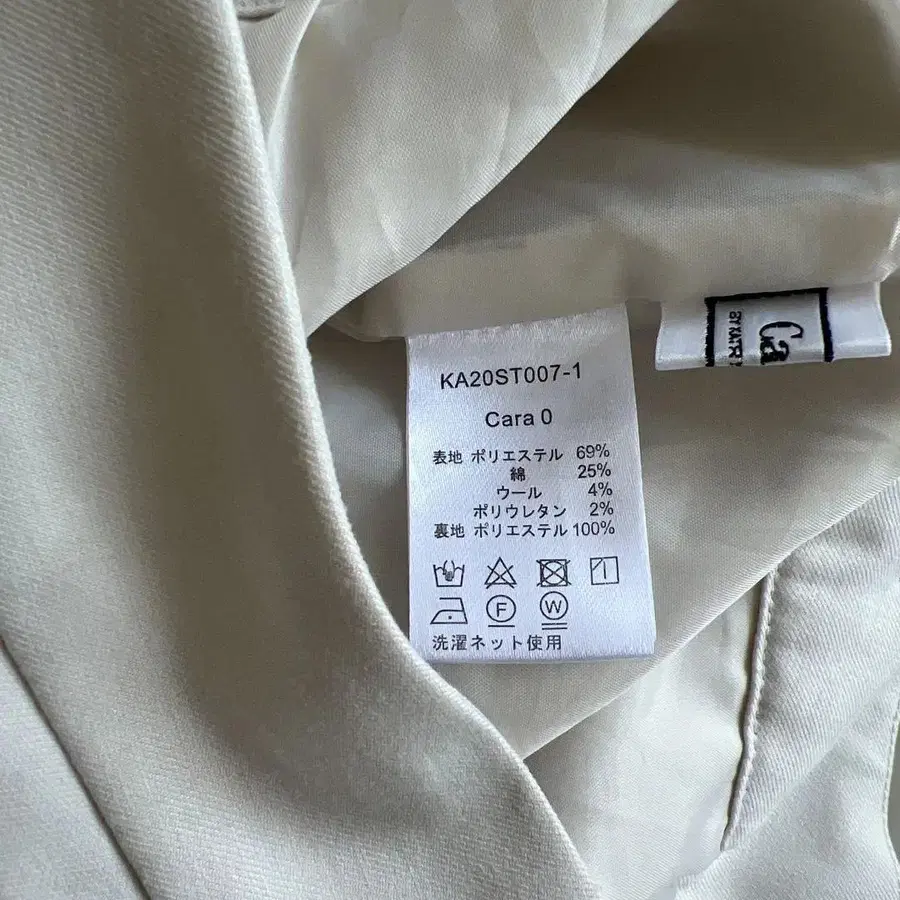 KA20ST007-1
Cara 0
表地 ポリエステル 69%
綿 25%
ウール 4%
ポリウレタン 2%
裏地 ポリエステル 100%
F W
洗濯ネット使用
Ca
BY